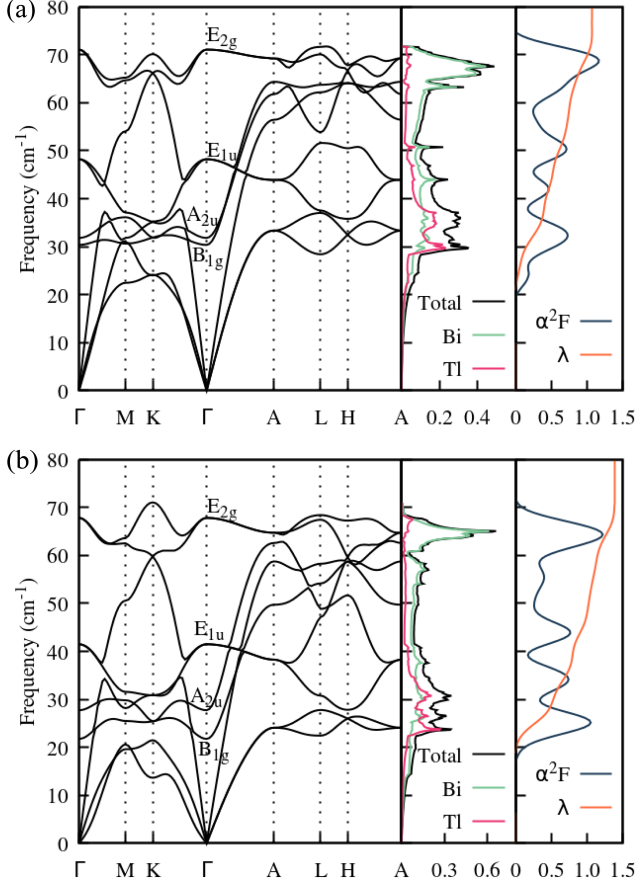 (a)
80
70
60
50
40
30
20
10
0
Frequency (cm⁻¹)
E2g
E1u
A2u
B1g
Γ M K Γ A L H A
Total
Bi
Tl
0.2 0.4
α²F
λ
0 0.5 1.0 1.5
(b)
80
70
60
50
40
30
20
10
0
Frequency (cm⁻¹)
E2g
E1u
A2u
B1g
Γ M K Γ A L H A
Total
Bi
Tl
0.3 0.6
α²F
λ
0 0.5 1.0 1.5